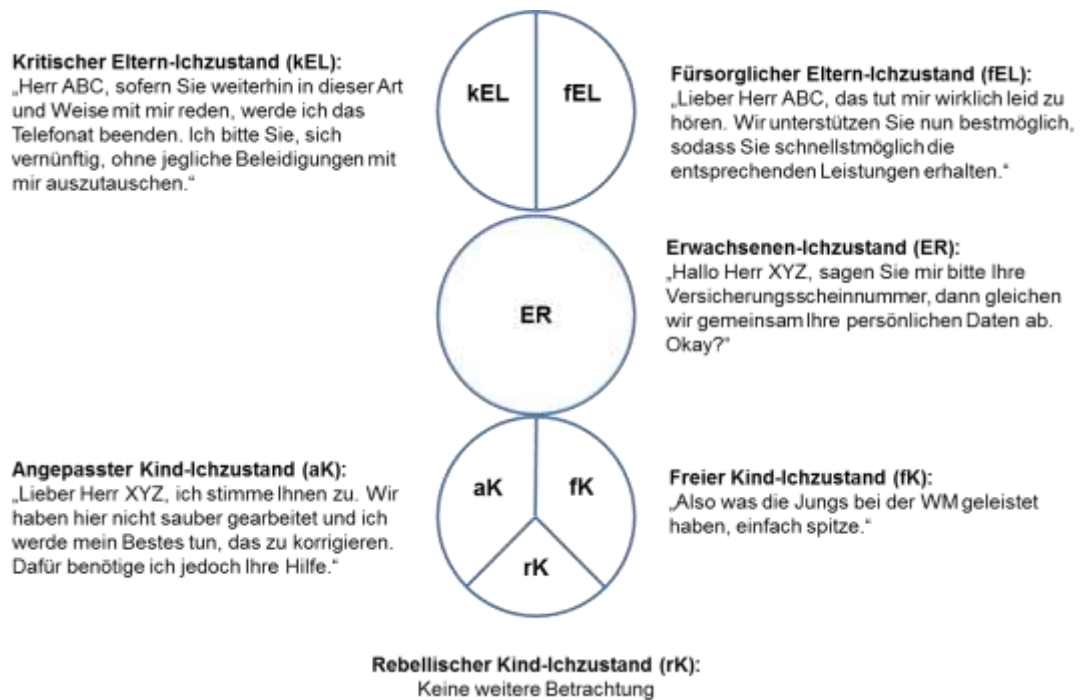 Kritischer Eltern-Ichzustand (kEL):
„Herr ABC, sofern Sie weiterhin in dieser Art
und Weise mit mir reden, werde ich das
Telefonat beenden. Ich bitte Sie, sich
vernünftig, ohne jegliche Beleidigungen mit
mir auszutauschen.“
kEL
fEL
Fürsorglicher Eltern-Ichzustand (fEL):
„Lieber Herr ABC, das tut mir wirklich leid zu
hören. Wir unterstützen Sie nun bestmöglich,
sodass Sie schnellstmöglich die
entsprechenden Leistungen erhalten.“
ER
Erwachsenen-Ichzustand (ER):
„Hallo Herr XYZ, sagen Sie mir bitte Ihre
Versicherungsscheinnummer, dann gleichen
wir gemeinsam Ihre persönlichen Daten ab.
Okay?“
Angepasster Kind-Ichzustand (aK):
„Lieber Herr XYZ, ich stimme Ihnen zu. Wir
haben hier nicht sauber gearbeitet und ich
werde mein Bestes tun, das zu korrigieren.
Dafür benötige ich jedoch Ihre Hilfe.“
aK
fK
rK
Freier Kind-Ichzustand (fK):
„Also was die Jungs bei der WM geleistet
haben, einfach spitze.“
Rebellischer Kind-Ichzustand (rK):
Keine weitere Betrachtung